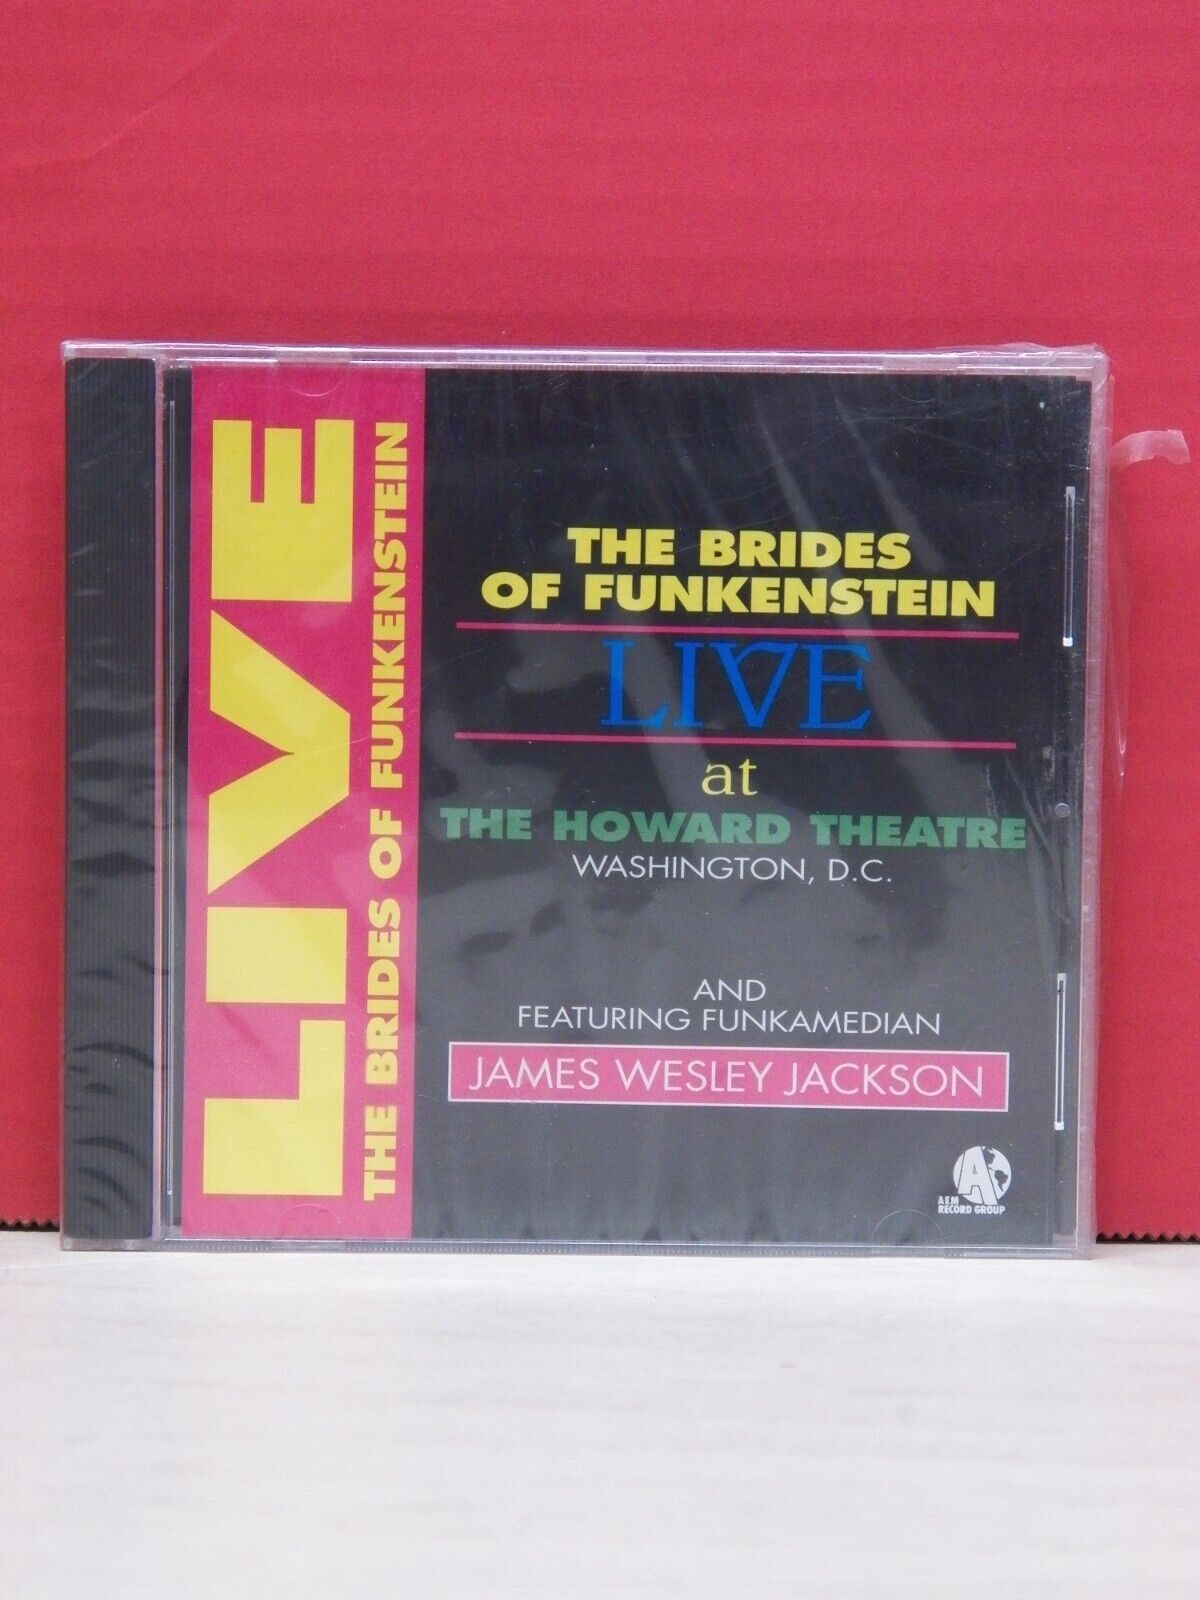 LIVE
THE BRIDES OF FUNKENSTEIN
THE BRIDES
OF FUNKENSTEIN
LIVE
at
THE HOWARD THEATRE
WASHINGTON, D.C.
AND
FEATURING FUNKAMEDIAN
JAMES WESLEY JACKSON
A
AEM
RECORD GROUP